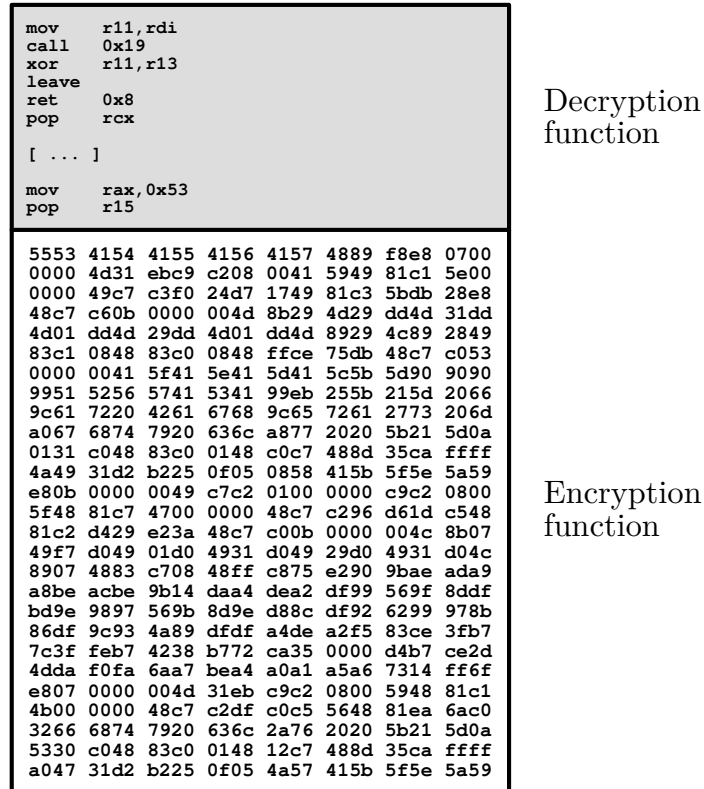 mov r11,rdi
call 0x19
xor r11,r13
leave
ret 0x8
pop rcx
[ ... ]
mov rax,0x53
pop r15
Decryption
function
5553 4154 4155 4156 4157 4889 f8e8 0700
0000 4d31 ebc9 c208 0041 5949 81c1 5e00
0000 49c7 c3f0 24d7 1749 81c3 5bdb 28e8
48c7 c60b 0000 004d 8b29 4d29 dd4d 31dd
4d01 dd4d 29dd 4d01 dd4d 8929 4c89 2849
83c1 0848 83c0 0848 ffce 75db 48c7 c053
0000 0041 5f41 5e41 5d41 5c5b 5d90 9090
9951 5256 5741 5341 99eb 255b 215d 2066
9c61 7220 4261 6768 9c65 7261 2773 206d
a067 6874 7920 636c a877 2020 5b21 5d0a
0131 c048 83c0 0148 c0c7 488d 35ca ffff
4a49 31d2 b225 0f05 0858 415b 5f5e 5a59
e80b 0000 0049 c7c2 0100 0000 c9c2 0800
5f48 81c7 4700 0000 48c7 c296 d61d c548
81c2 d429 e23a 48c7 c00b 0000 004c 8b07
49f7 d049 01d0 4931 d049 29d0 4931 d04c
8907 4883 c708 48ff c875 e290 9bae ada9
a8be acbe 9b14 daa4 dea2 df99 569f 8ddf
bd9e 9897 569b 8d9e d88c df92 6299 978b
86df 9c93 4a89 dfdf a4de a2f5 83ce 3fb7
7c3f feb7 4238 b772 ca35 0000 d4b7 ce2d
4dda f0fa 6aa7 bea4 a0a1 a5a6 7314 ff6f
e807 0000 004d 31eb c9c2 0800 5948 81c1
4b00 0000 48c7 c2df c0c5 5648 81ea 6ac0
3266 6874 7920 636c 2a76 2020 5b21 5d0a
5330 c048 83c0 0148 12c7 488d 35ca ffff
a047 31d2 b225 0f05 4a57 415b 5f5e 5a59
Encryption
function